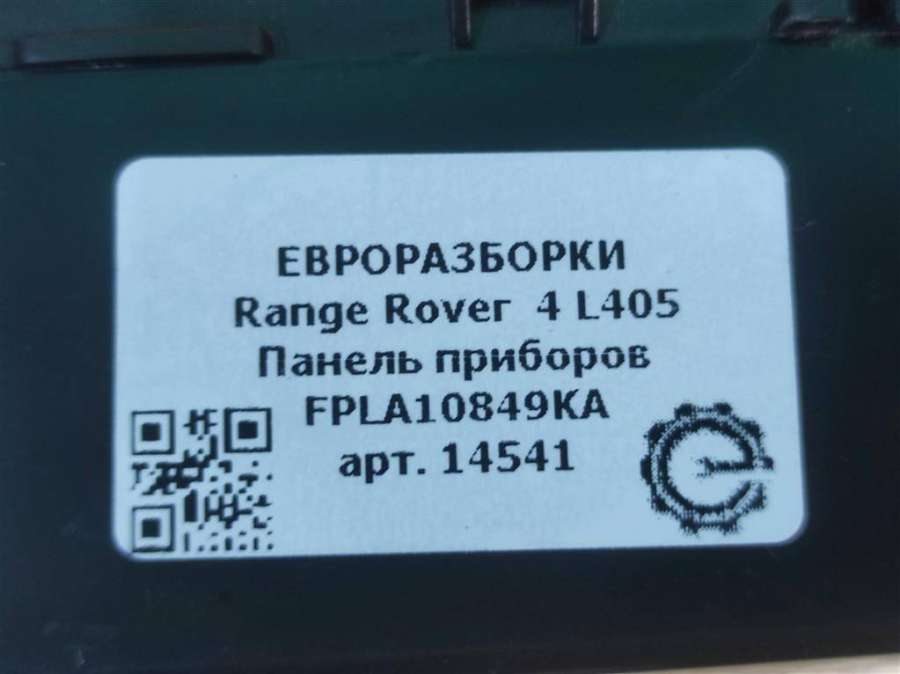 ЕВРОРАЗБОРКИ
Range Rover 4 L405
Панель приборов
FPLA10849KA
арт. 14541